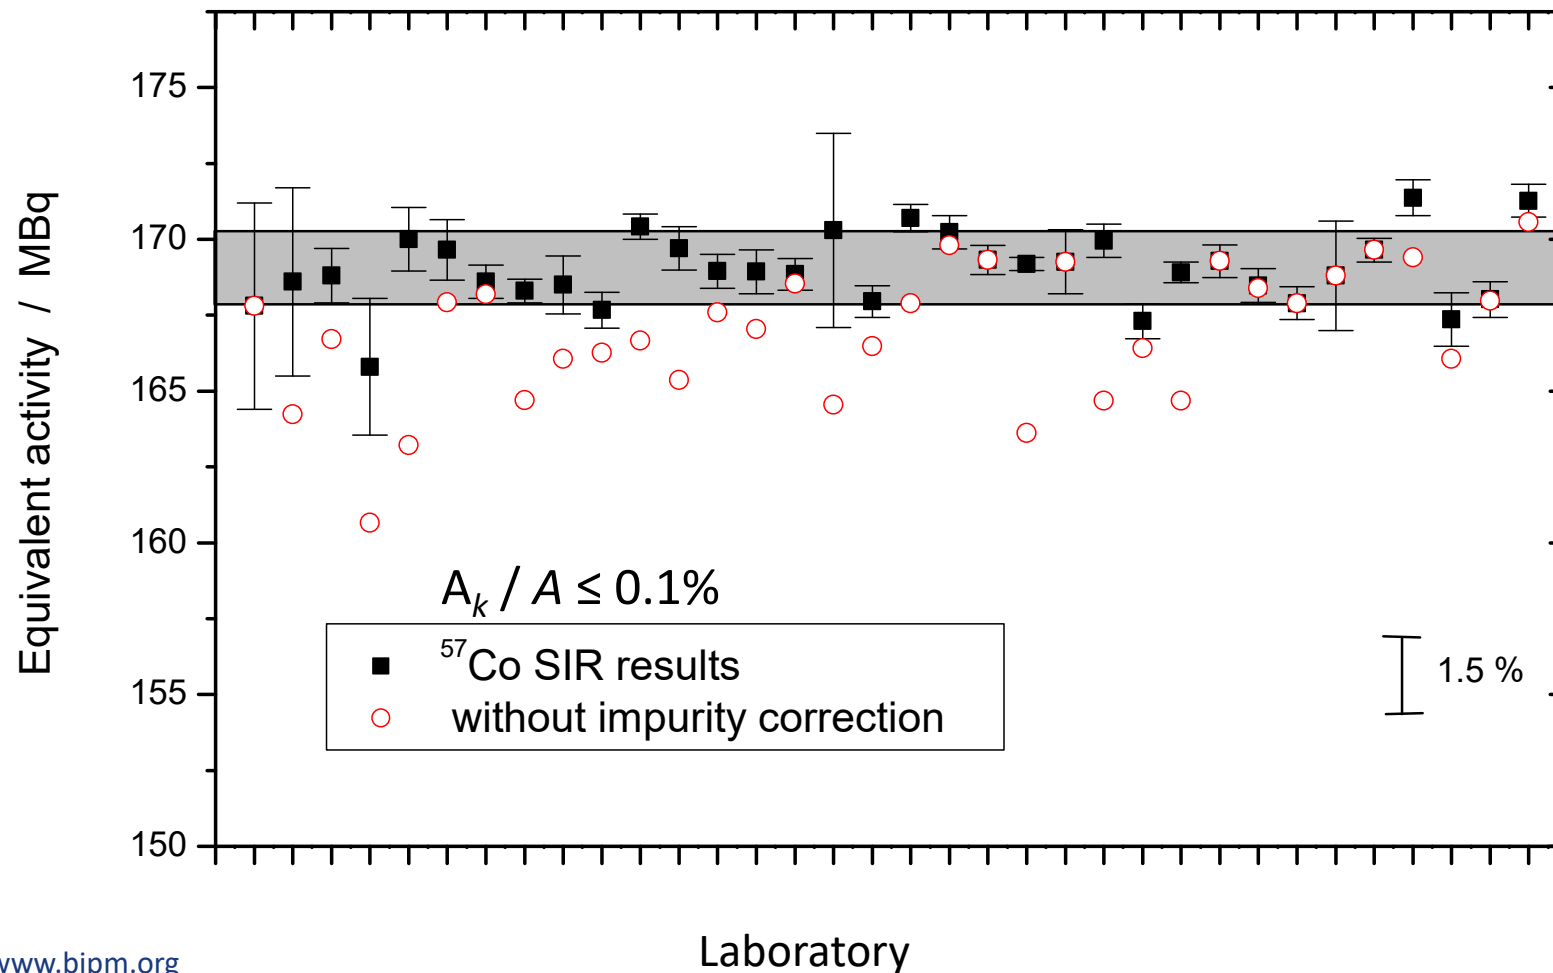 175
170
165
160
155
150
Equivalent activity / MBq
A_k / A ≤ 0.1%
⁵⁷Co SIR results
without impurity correction
1.5 %
Laboratory
www.bipm.org